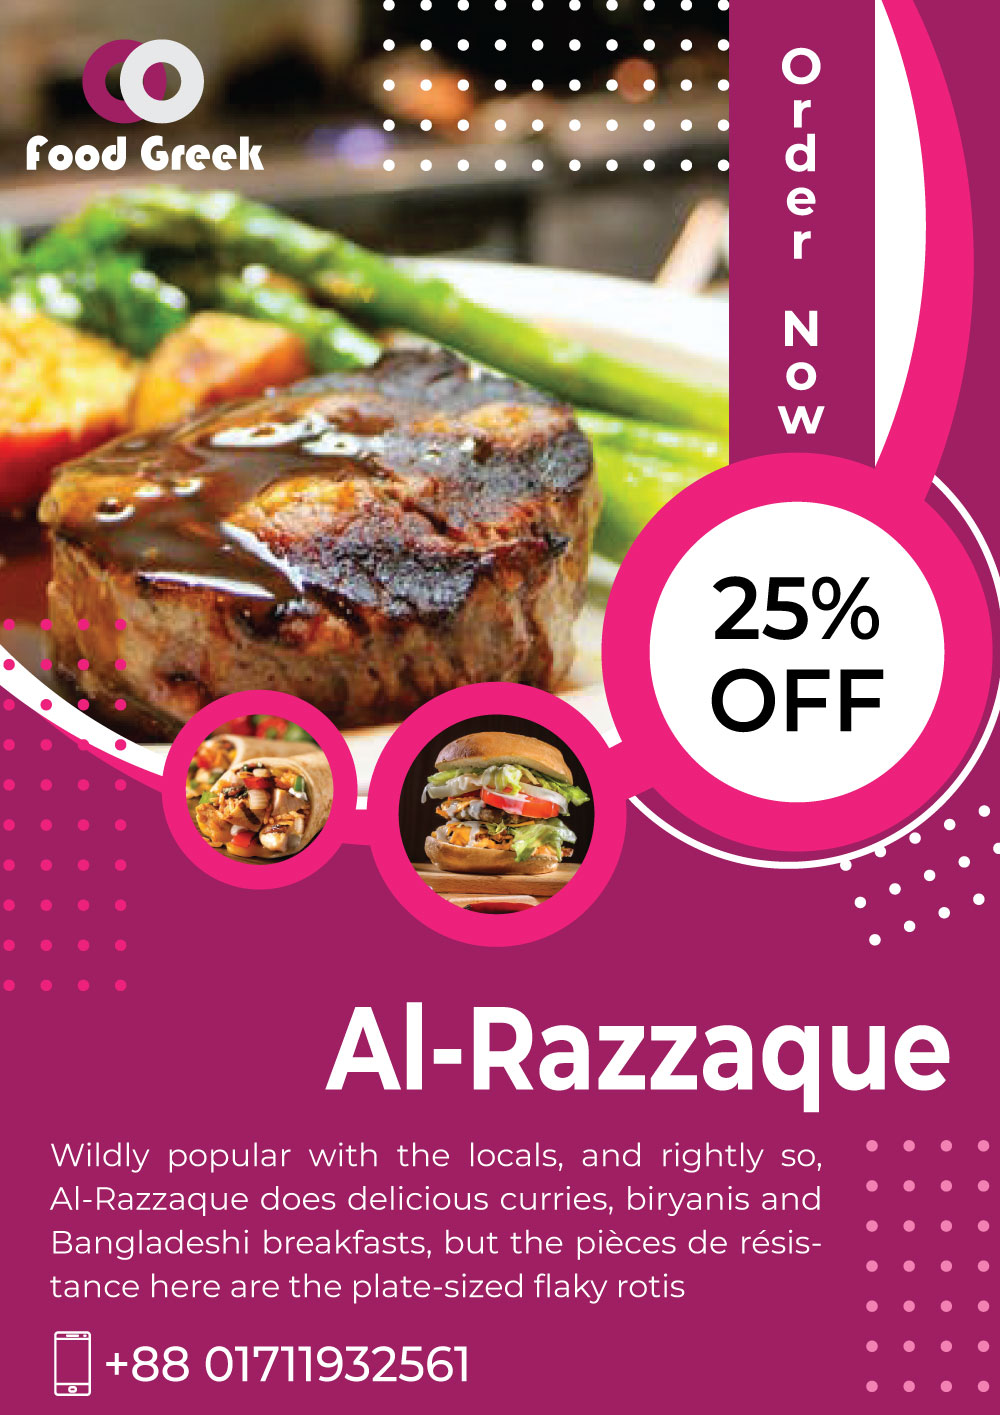 Food Greek
Order Now
25%
OFF
Al-Razzaque
Wildly popular with the locals, and rightly so,
Al-Razzaque does delicious curries, biryanis and
Bangladeshi breakfasts, but the pièces de résis-
tance here are the plate-sized flaky rotis
+88 01711932561